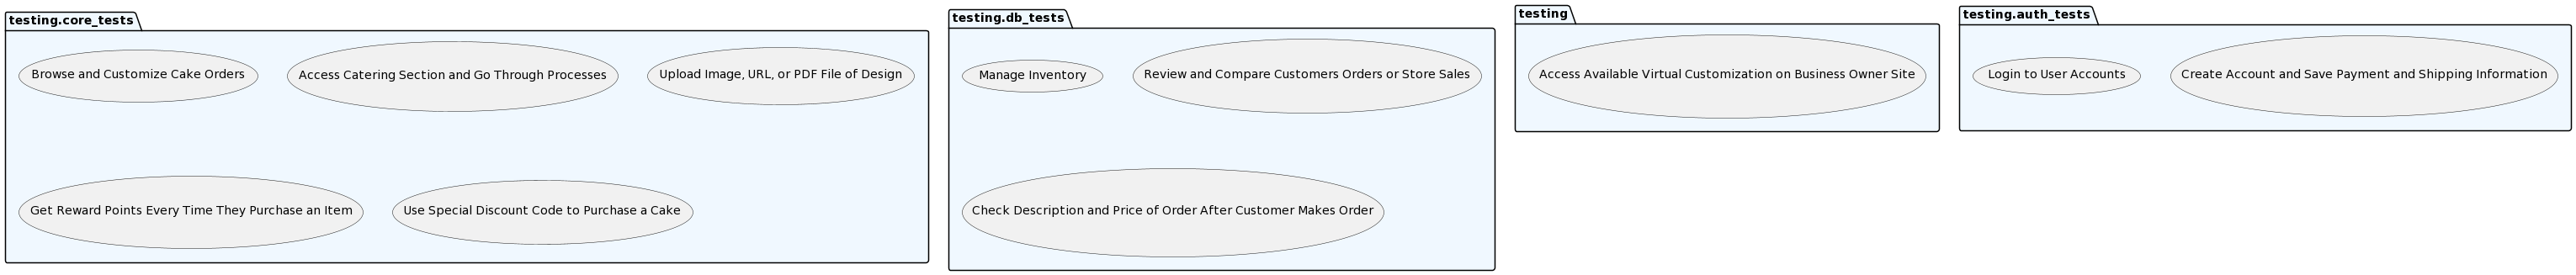 testing.core_tests
Browse and Customize Cake Orders
Access Catering Section and Go Through Processes
Upload Image, URL, or PDF File of Design
Get Reward Points Every Time They Purchase an Item
Use Special Discount Code to Purchase a Cake
testing.db_tests
Manage Inventory
Review and Compare Customers Orders or Store Sales
Check Description and Price of Order After Customer Makes Order
testing
Access Available Virtual Customization on Business Owner Site
testing.auth_tests
Login to User Accounts
Create Account and Save Payment and Shipping Information